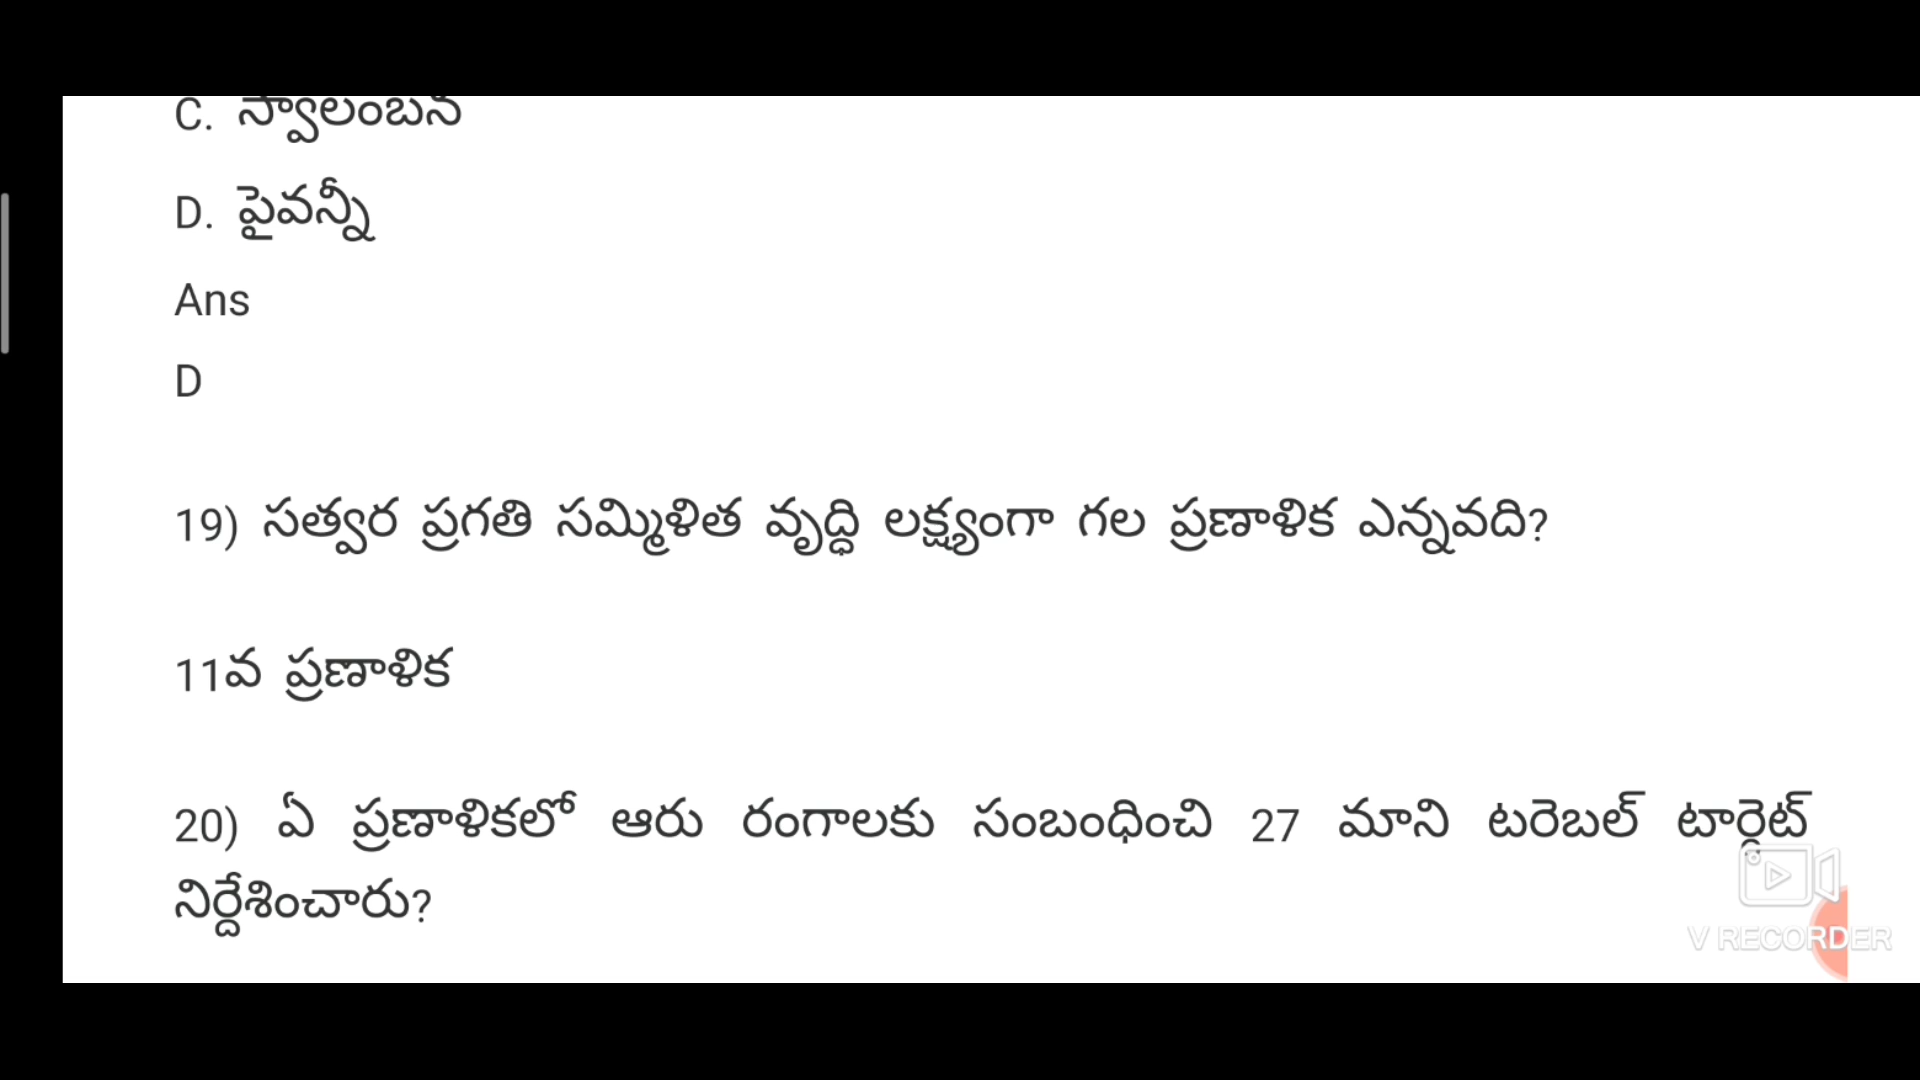 C. స్వాలంబన
D. పైవన్నీ
Ans
D
19) సత్వర ప్రగతి సమ్మిళిత వృద్ధి లక్ష్యంగా గల ప్రణాళిక ఎన్నవది?
11వ ప్రణాళిక
20) ఏ ప్రణాళికలో ఆరు రంగాలకు సంబంధించి 27 మాని టరెబల్ టార్గెట్
నిర్దేశించారు?
V RECORDER